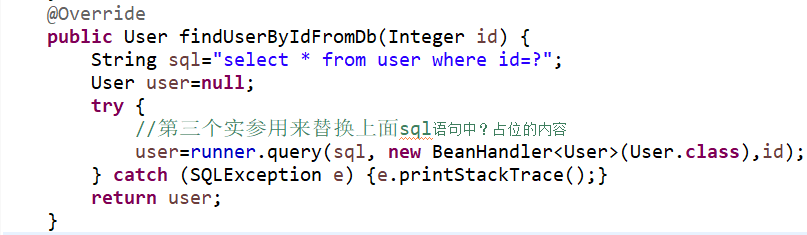 @Override
public User findUserByIdFromDb(Integer id) {
String sql="select * from user where id=?";
User user=null;
try {
//第三个实参用来替换上面sql语句中？占位的内容
user=runner.query(sql, new BeanHandler<User>(User.class),id);
} catch (SQLException e) {e.printStackTrace();}
return user;
}